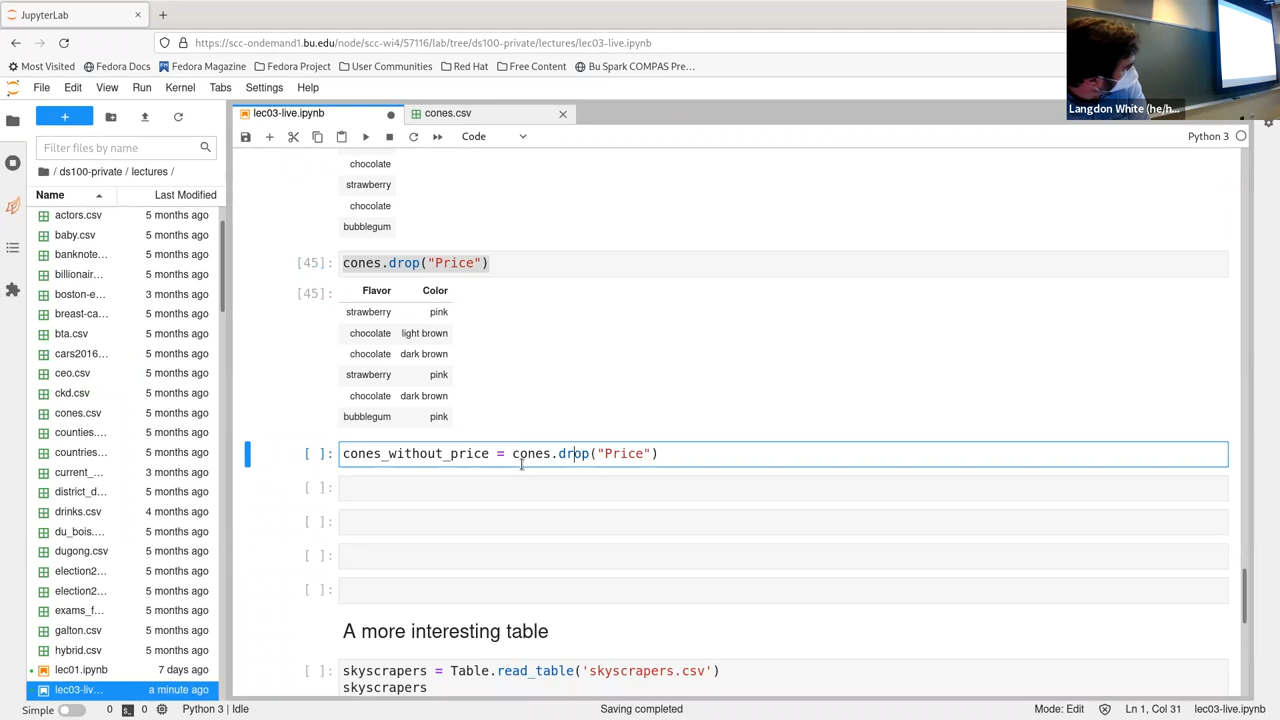 JupyterLab
https://scc-ondemand1.bu.edu/node/scc-wi4/57116/lab/tree/ds100-private/lectures/lec03-live.ipynb
Most Visited Fedora Docs Fedora Magazine Fedora Project User Communities Red Hat Free Content Bu Spark COMPAS Pre…
Langdon White (he/h...
File Edit View Run Kernel Tabs Settings Help
lec03-live.ipynb
cones.csv
Code
Python 3
Filter files by name
/ ds100-private / lectures /
Name Last Modified
actors.csv 5 months ago
baby.csv 5 months ago
banknote… 5 months ago
billionair… 5 months ago
boston-e… 3 months ago
breast-ca… 5 months ago
bta.csv 5 months ago
cars2016… 5 months ago
ceo.csv 5 months ago
ckd.csv 5 months ago
cones.csv 5 months ago
counties.… 5 months ago
countries… 5 months ago
current_… 3 months ago
district_d… 5 months ago
drinks.csv 4 months ago
du_bois.… 5 months ago
dugong.csv 5 months ago
election2… 5 months ago
election2… 5 months ago
exams_f… 5 months ago
galton.csv 5 months ago
hybrid.csv 5 months ago
lec01.ipynb 7 days ago
lec03-liv… a minute ago
chocolate
strawberry
chocolate
bubblegum
[45]: cones.drop("Price")
[45]: Flavor Color
strawberry pink
chocolate light brown
chocolate dark brown
strawberry pink
chocolate dark brown
bubblegum pink
[ ]: cones_without_price = cones.drop("Price")
[ ]:
[ ]:
[ ]:
[ ]:
A more interesting table
[ ]: skyscrapers = Table.read_table('skyscrapers.csv')
skyscrapers
Simple 0 0 Python 3 | Idle Saving completed Mode: Edit Ln 1, Col 31 lec03-live.ipynb